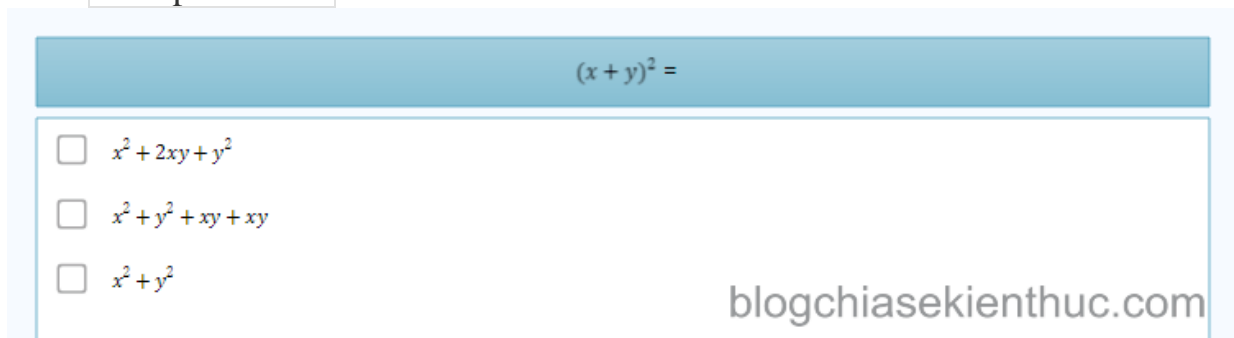 (x + y)² =
x² + 2xy + y²
x² + y² + xy + xy
x² + y²
blogchiasekienthuc.com